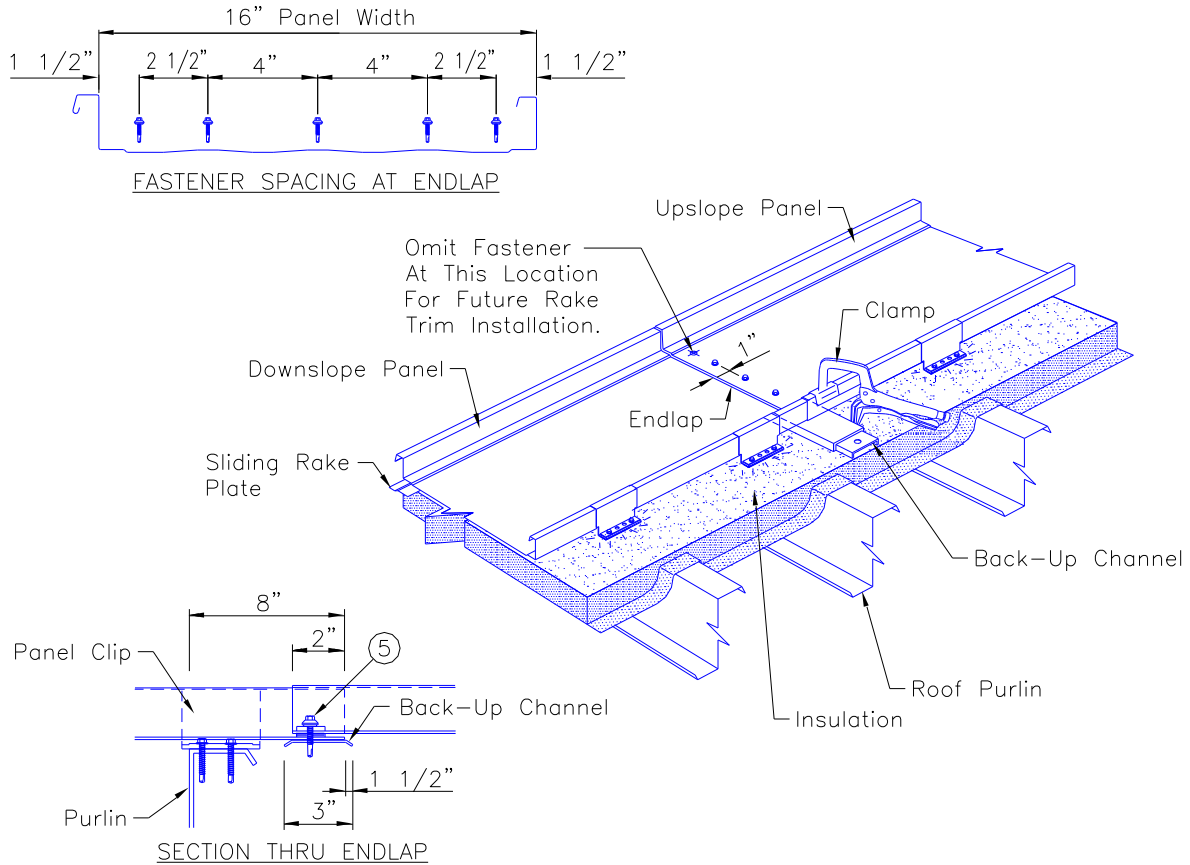 16” Panel Width
1 1/2”
2 1/2”
4”
4”
2 1/2”
1 1/2”
FASTENER SPACING AT ENDLAP
Upslope Panel
Omit Fastener
At This Location
For Future Rake
Trim Installation.
Clamp
1”
Downslope Panel
Endlap
Sliding Rake
Plate
Back-Up Channel
Roof Purlin
Insulation
8”
2”
5
Panel Clip
Back-Up Channel
1 1/2”
3”
Purlin
SECTION THRU ENDLAP